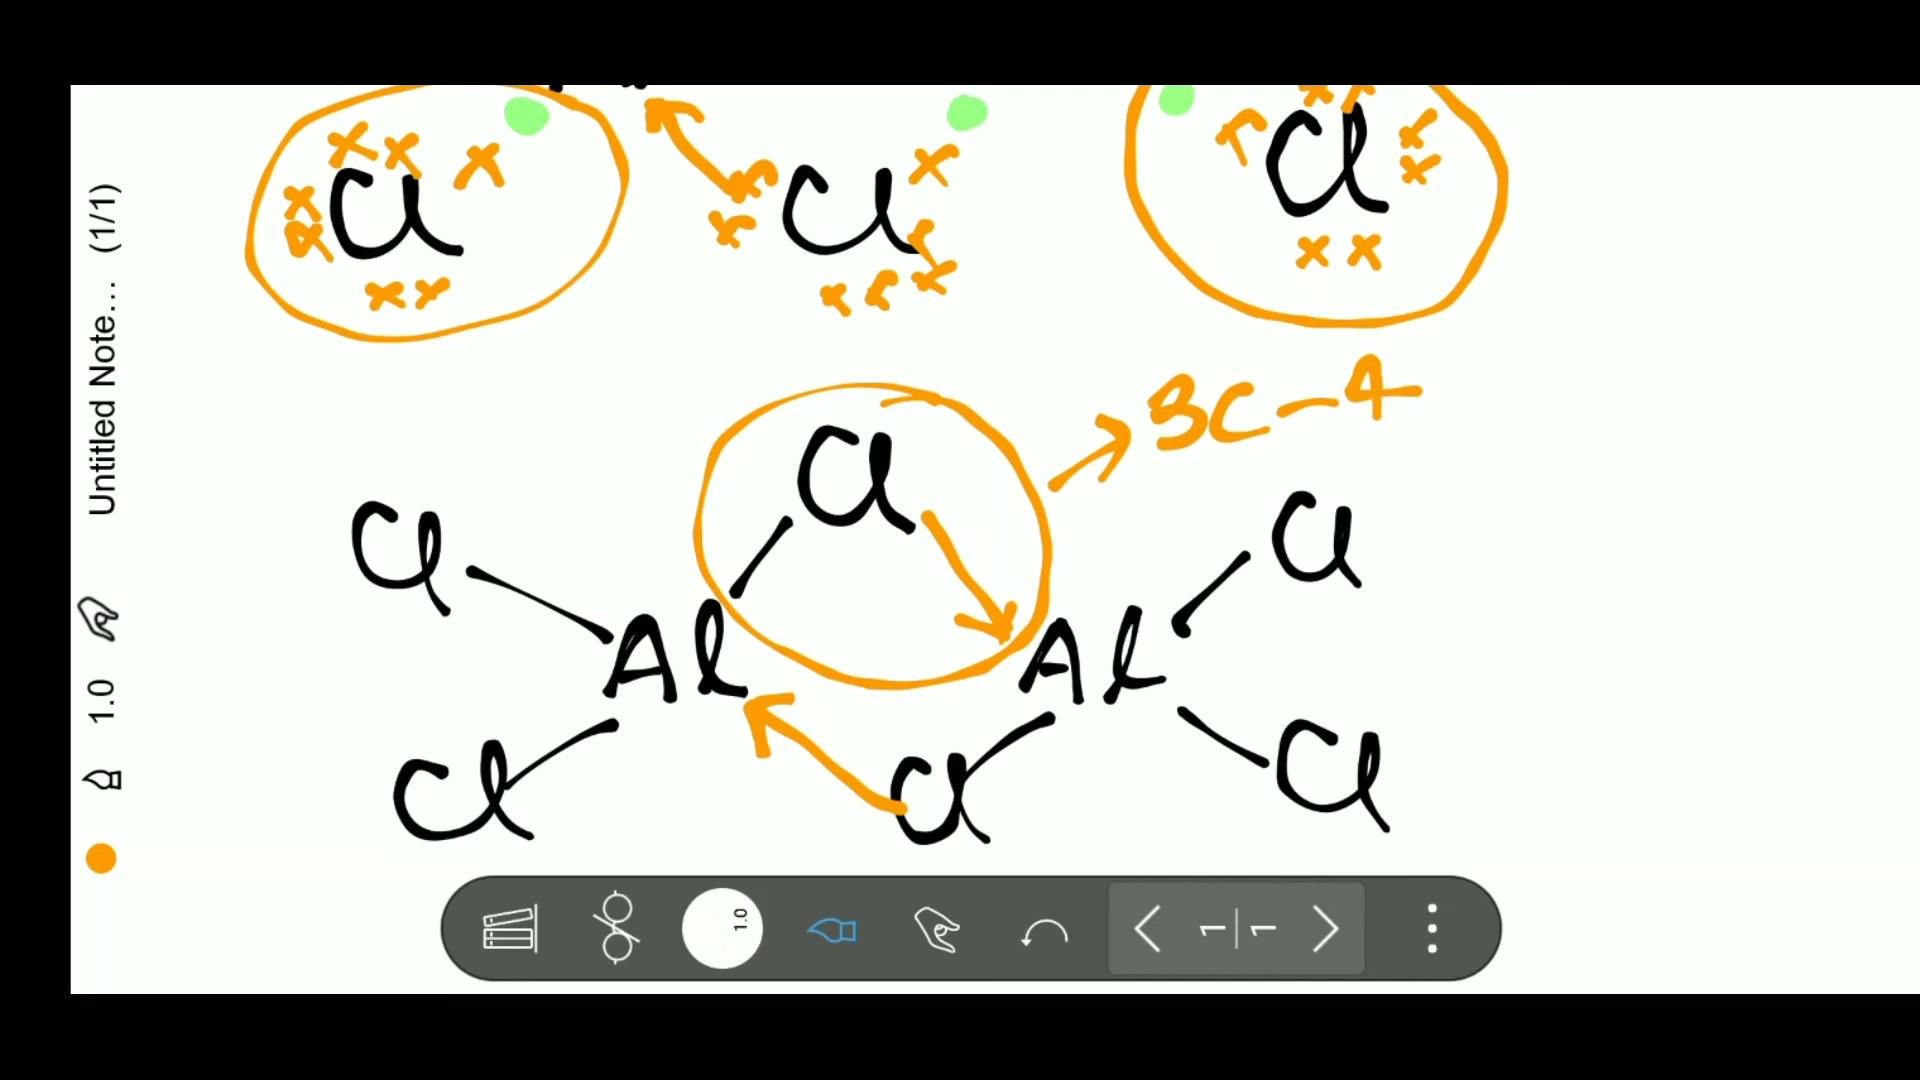 Untitled Note... (1/1)
1.0
Cl Cl Cl
3C-4
Cl Cl Cl
Al Al
Cl Cl Cl
1.0 1 | 1